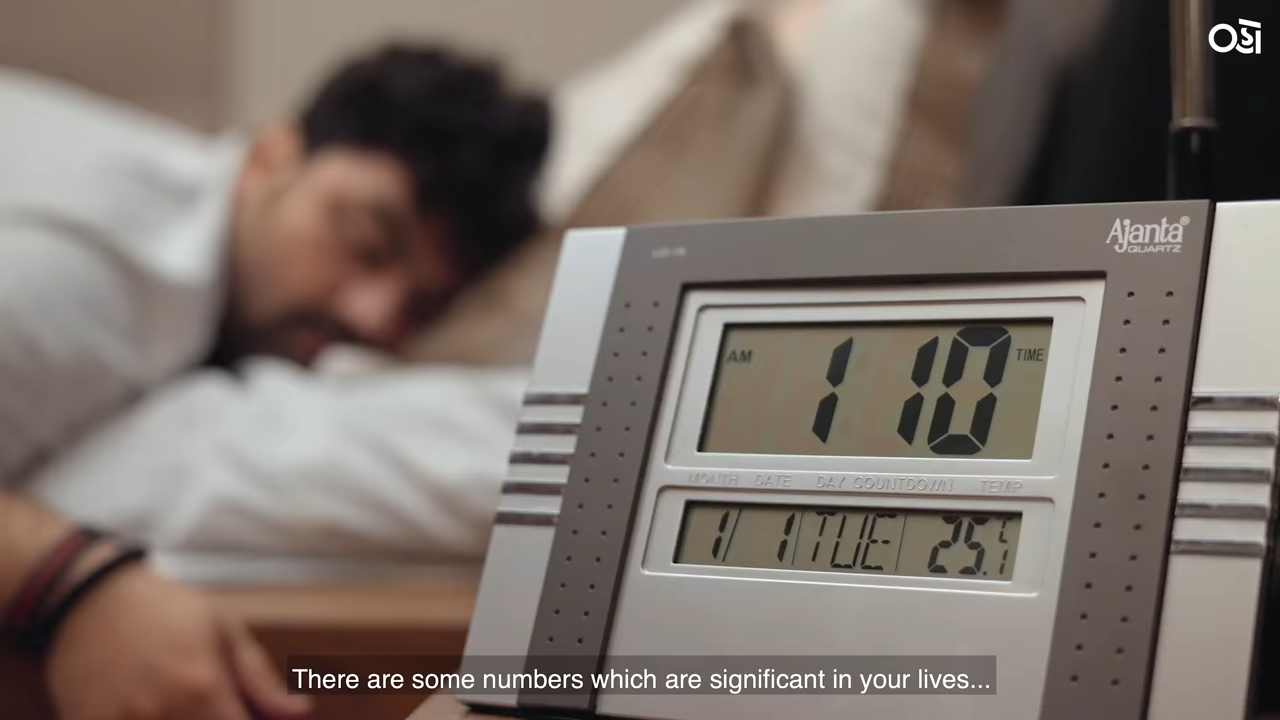 Ajanta®
QUARTZ
AM 1 10 TIME
MONTH DATE DAY COUNTDOWN TEMP
1/ 1 TUE 25.1 C
There are some numbers which are significant in your lives...